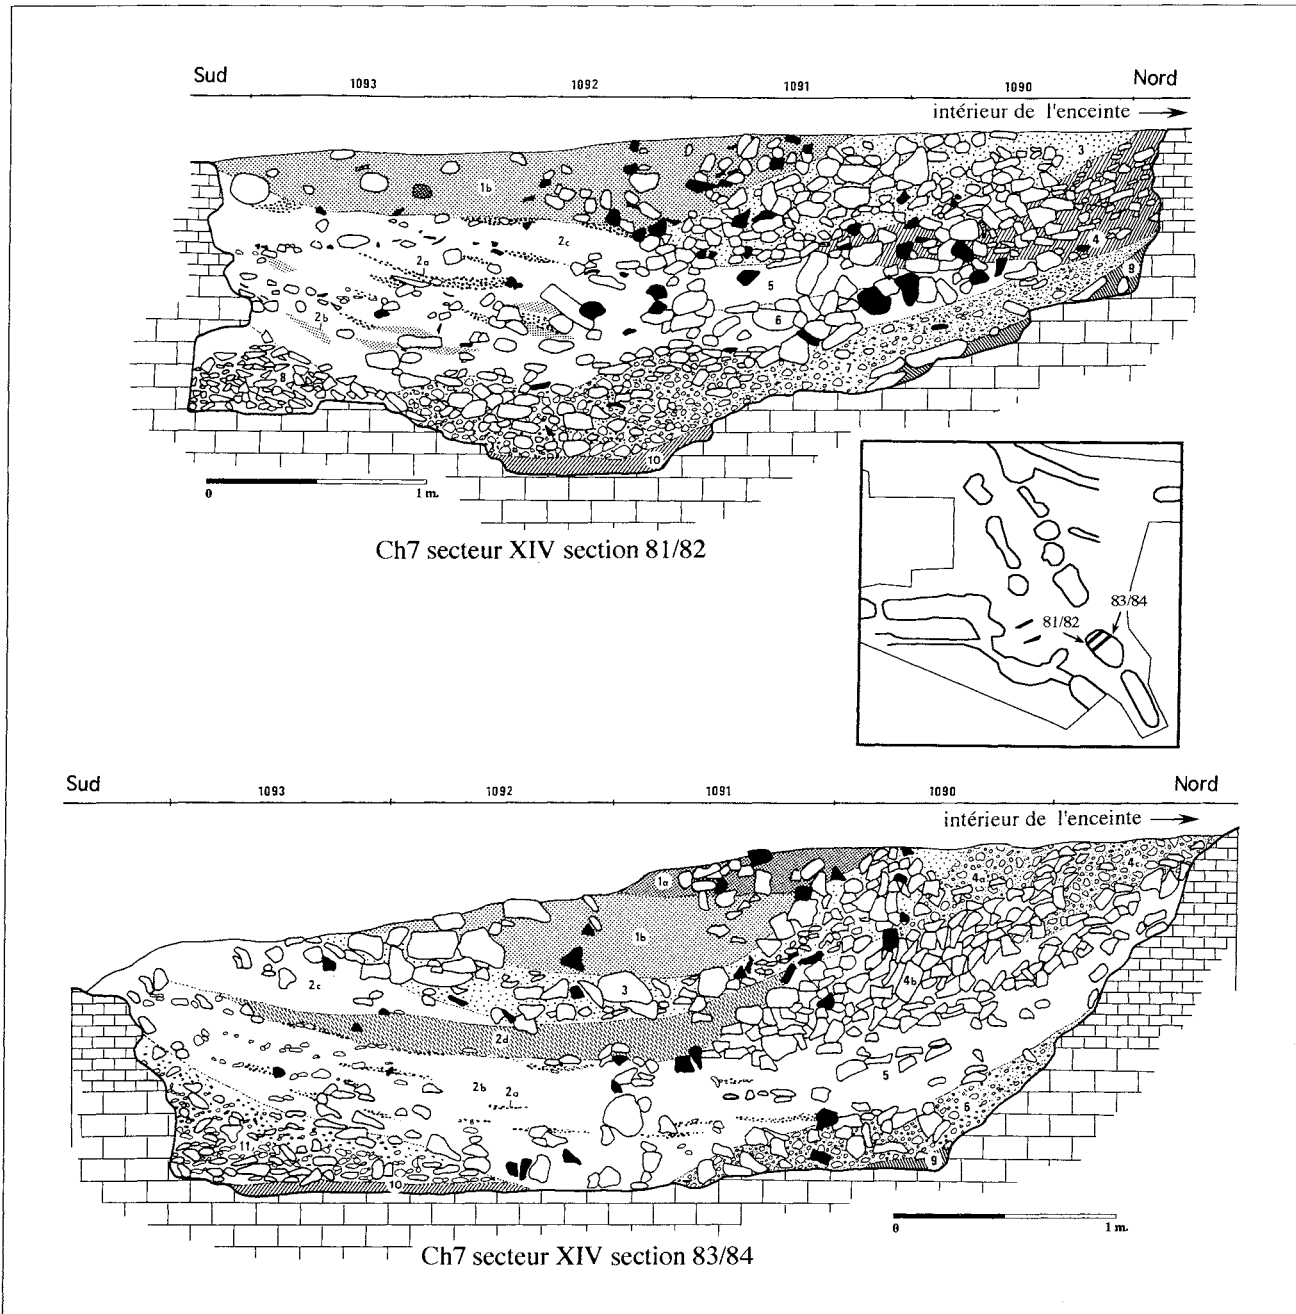 Sud 1093 1092 1091 1090 Nord
intérieur de l'enceinte
3
1b
2c
4
2a
9
5
2b
6
7
7
8
10
0 1 m.
Ch7 secteur XIV section 81/82
83/84
81/82
Sud 1093 1092 1091 1090 Nord
intérieur de l'enceinte
4c
1a
4a
1b
2c
3
4b
2d
5
2b
2a
6
11
9
10
0 1 m.
Ch7 secteur XIV section 83/84